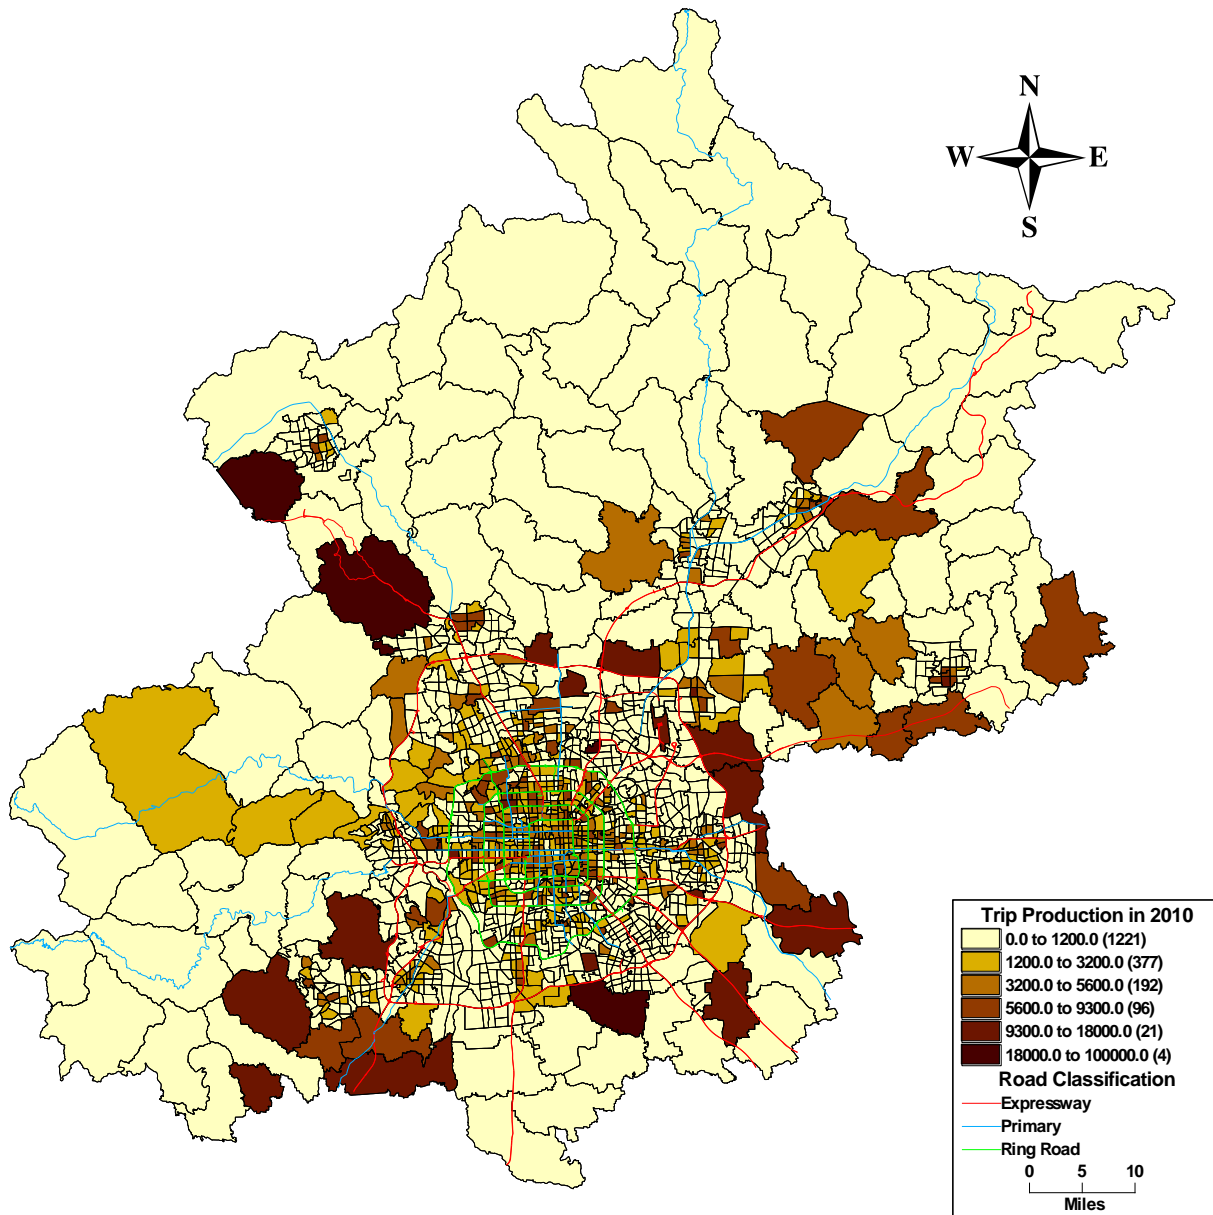 N
W E
S
Trip Production in 2010
0.0 to 1200.0 (1221)
1200.0 to 3200.0 (377)
3200.0 to 5600.0 (192)
5600.0 to 9300.0 (96)
9300.0 to 18000.0 (21)
18000.0 to 100000.0 (4)
Road Classification
Expressway
Primary
Ring Road
0 5 10
Miles